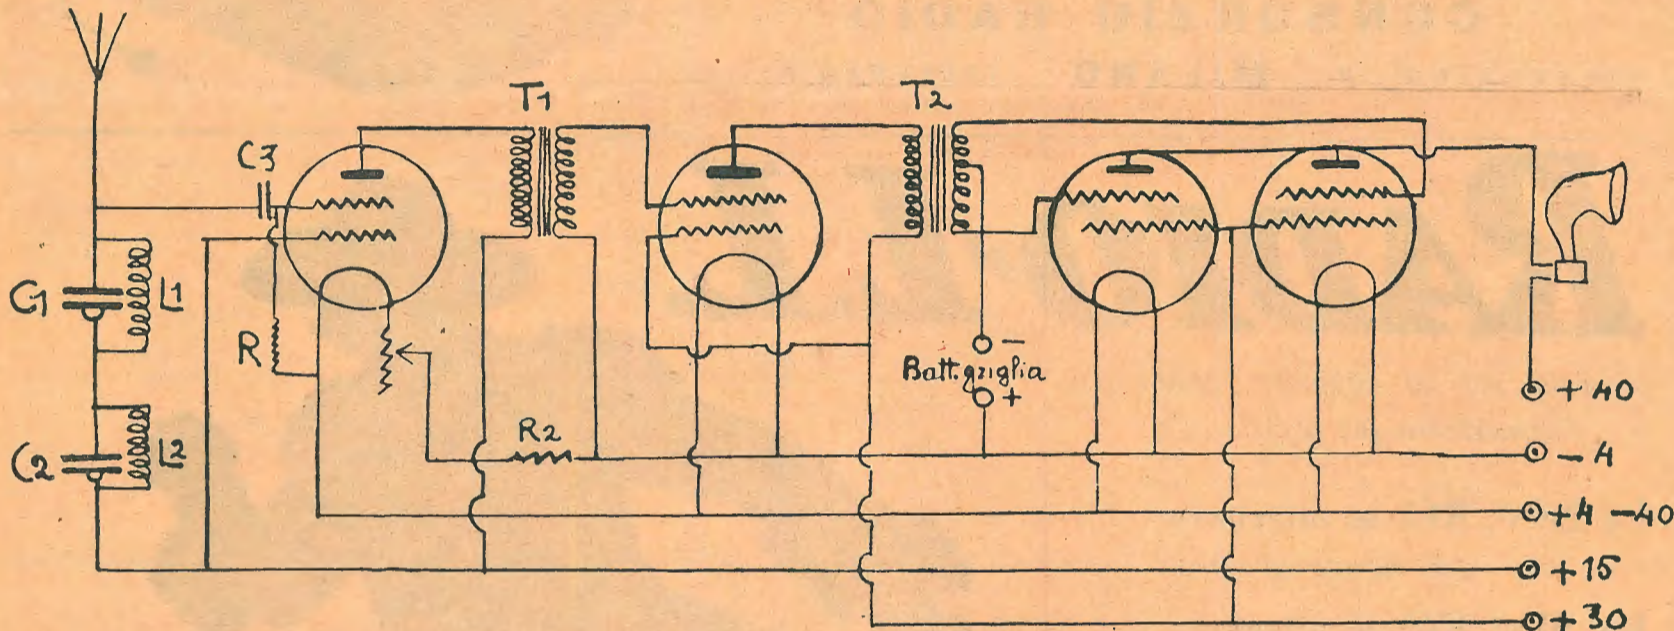 T1
T2
C3
C1
L1
R
Batt. griglia
−
+
+ 40
R2
C2
L2
− 4
+4 −40
+ 15
+ 30